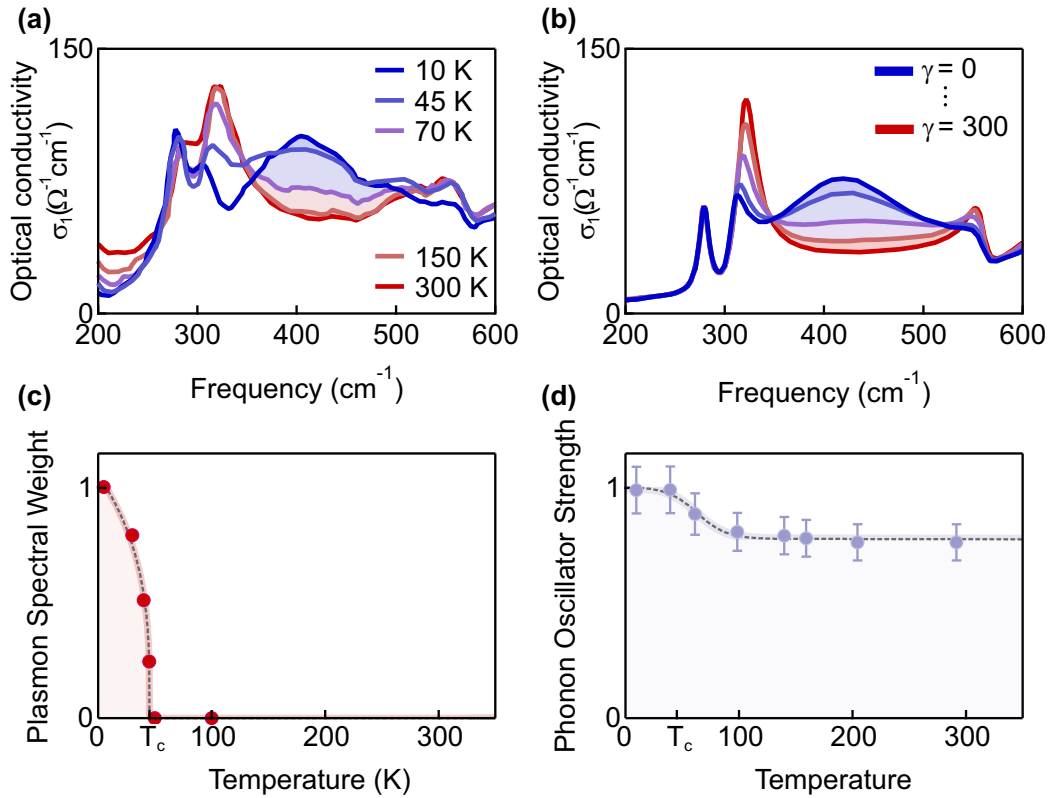 (a)
150
Optical conductivity
σ₁(Ω⁻¹cm⁻¹)
0
10 K
45 K
70 K
150 K
300 K
200 300 400 500 600
Frequency (cm⁻¹)
(b)
150
Optical conductivity
σ₁(Ω⁻¹cm⁻¹)
0
γ = 0
⋮
γ = 300
200 300 400 500 600
Frequency (cm⁻¹)
(c)
Plasmon Spectral Weight
1
0
0 T_c 100 200 300
Temperature (K)
(d)
Phonon Oscillator Strength
1
0
0 T_c 100 200 300
Temperature